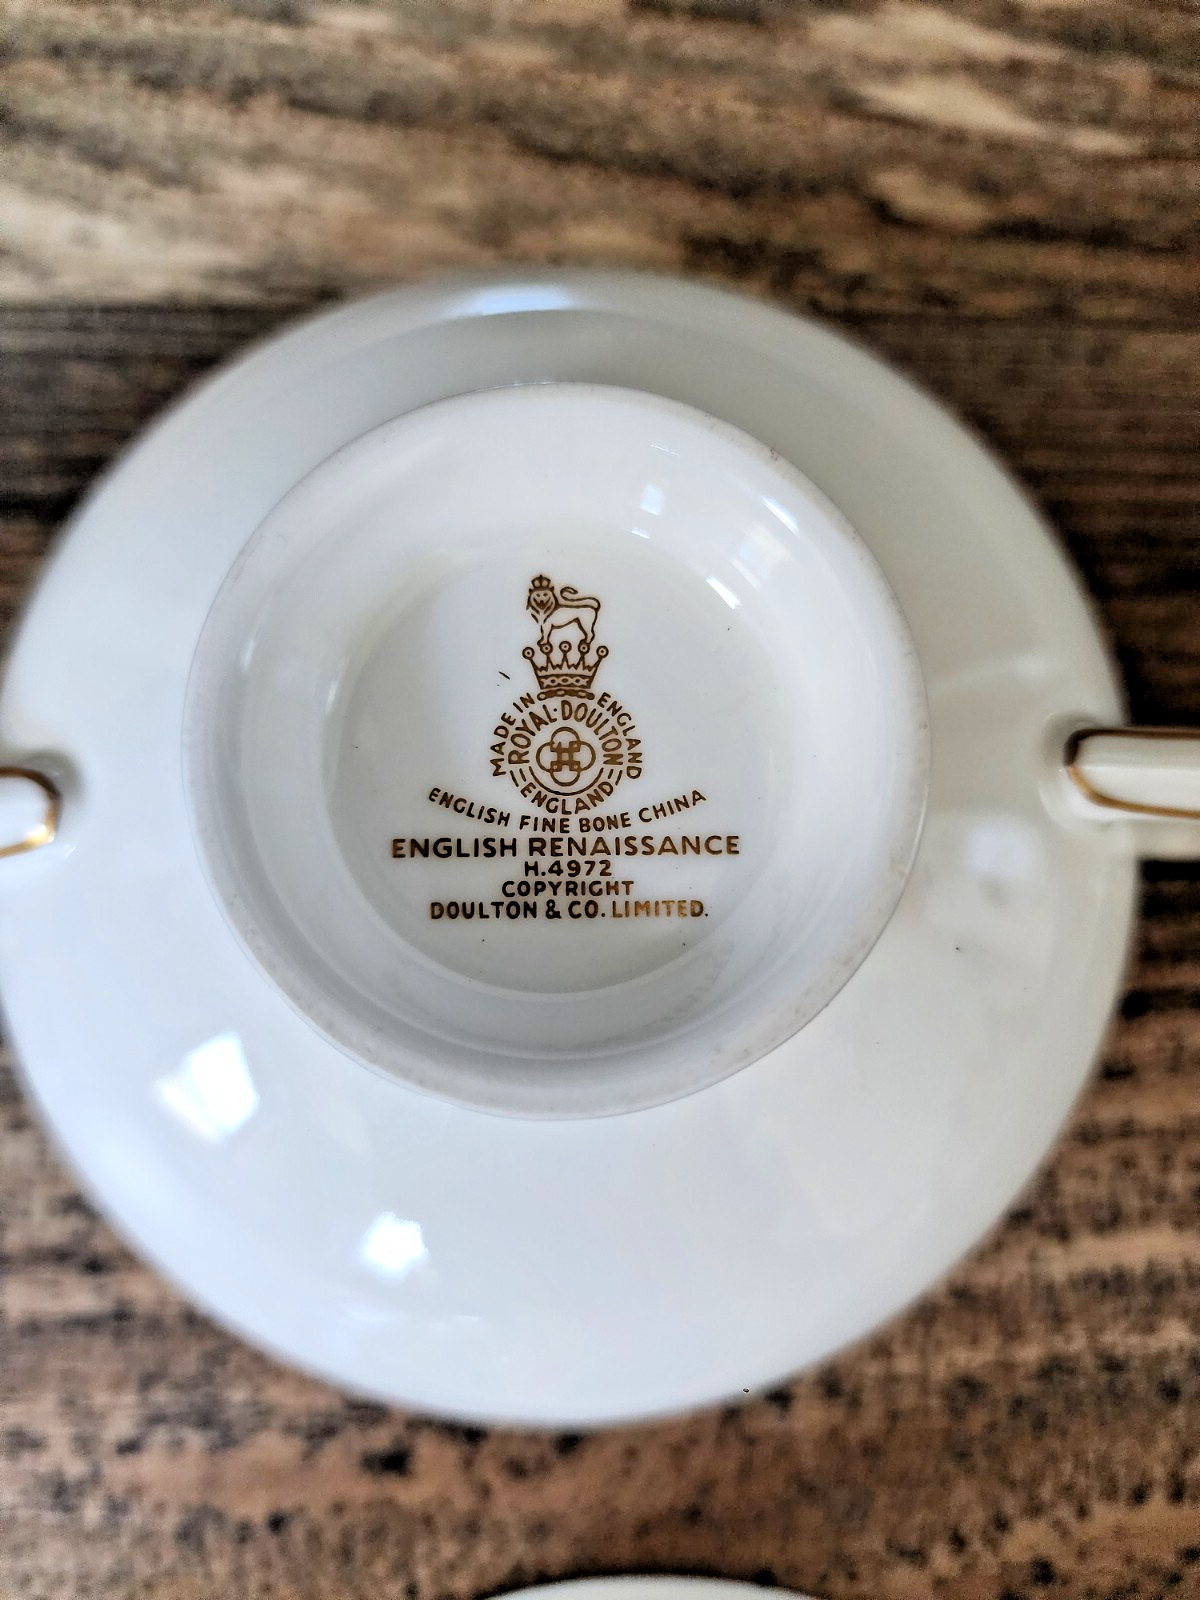 MADE IN ENGLAND
ROYAL·DOULTON
ENGLAND
ENGLISH FINE BONE CHINA
ENGLISH RENAISSANCE
H.4972
COPYRIGHT
DOULTON & CO. LIMITED.